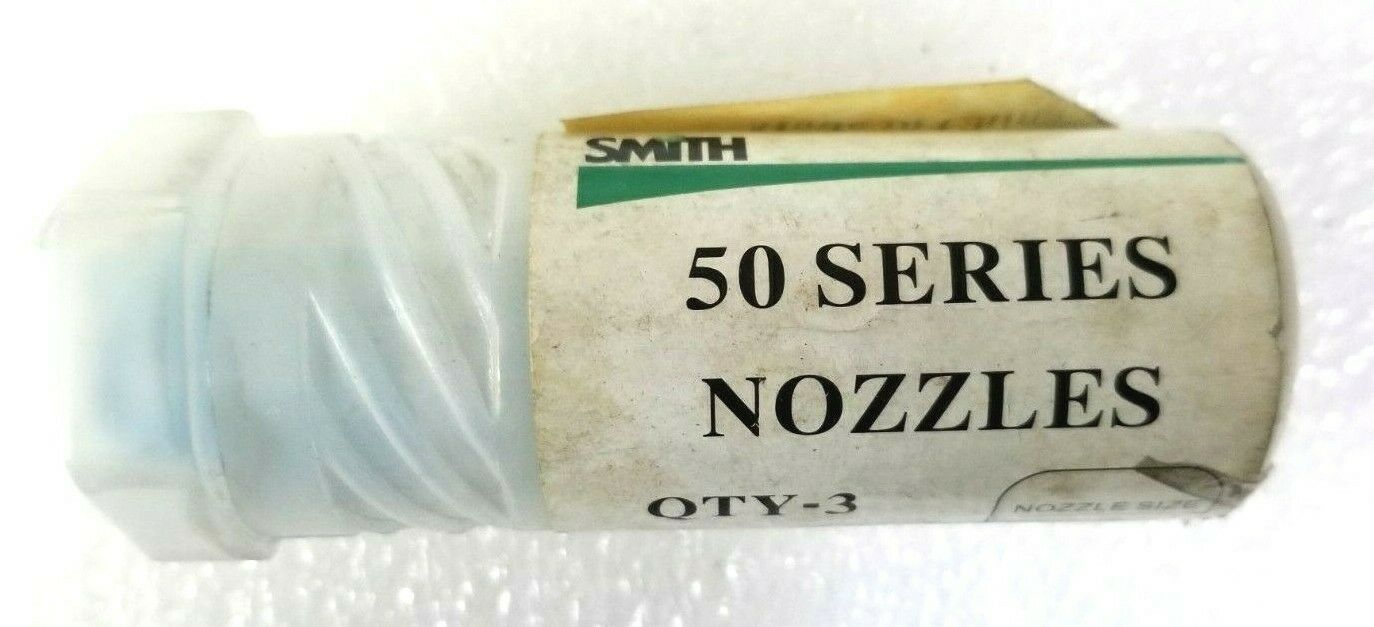 SMITH
50 SERIES
NOZZLES
QTY-3
NOZZLE SIZE